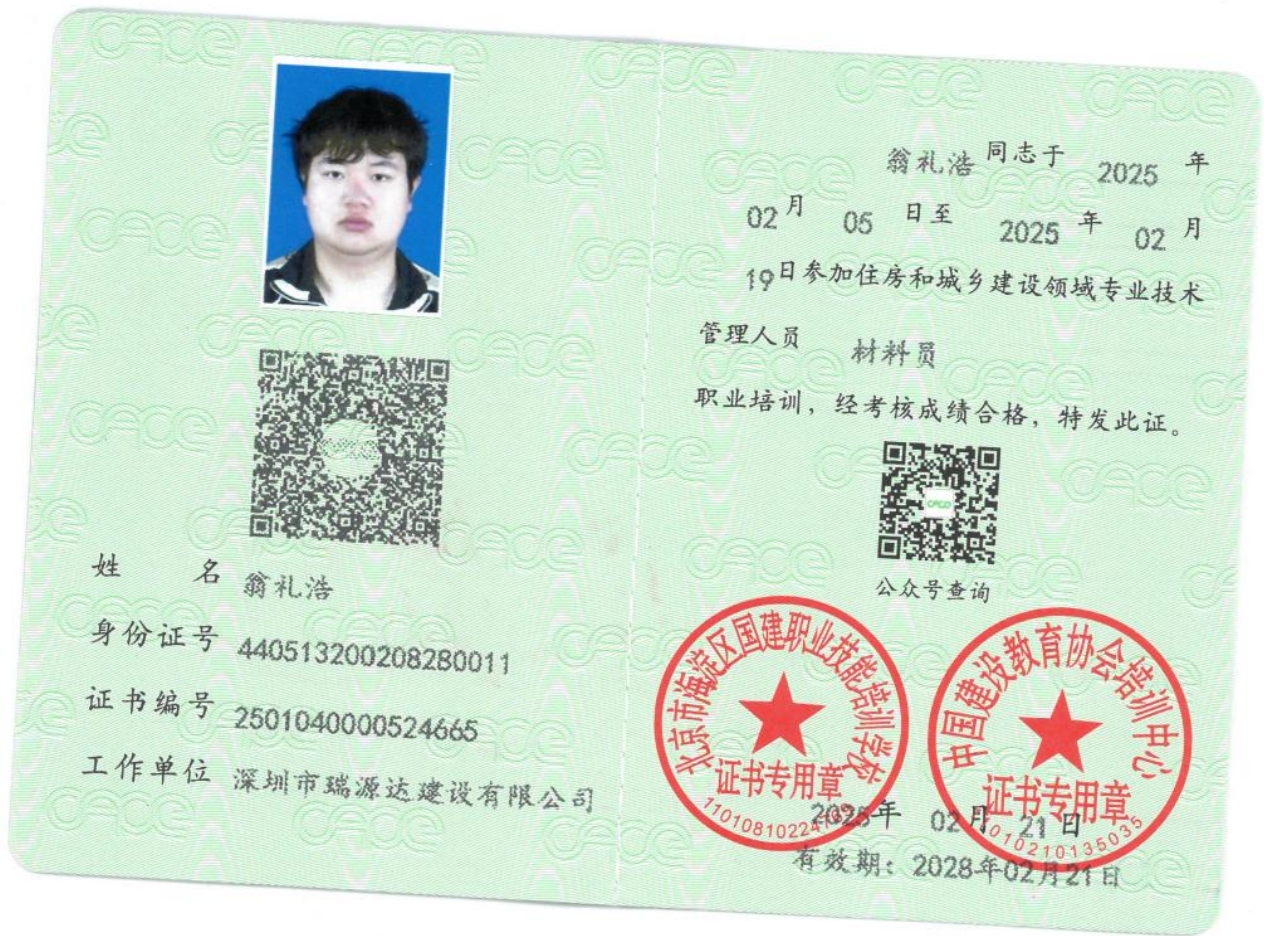 姓 名 翁礼浩
身份证号 440513200208280011
证书编号 2501040000524665
工作单位 深圳市瑞源达建设有限公司
翁礼浩 同志于 2025 年
02 月 05 日至 2025 年 02 月
19 日参加住房和城乡建设领域专业技术
管理人员 材料员
职业培训，经考核成绩合格，特发此证。
公众号查询
北京市海淀区国建职业技能培训学校
证书专用章
中国建设教育协会培训中心
证书专用章
2025年 02月 21日
有效期：2028年02月21日